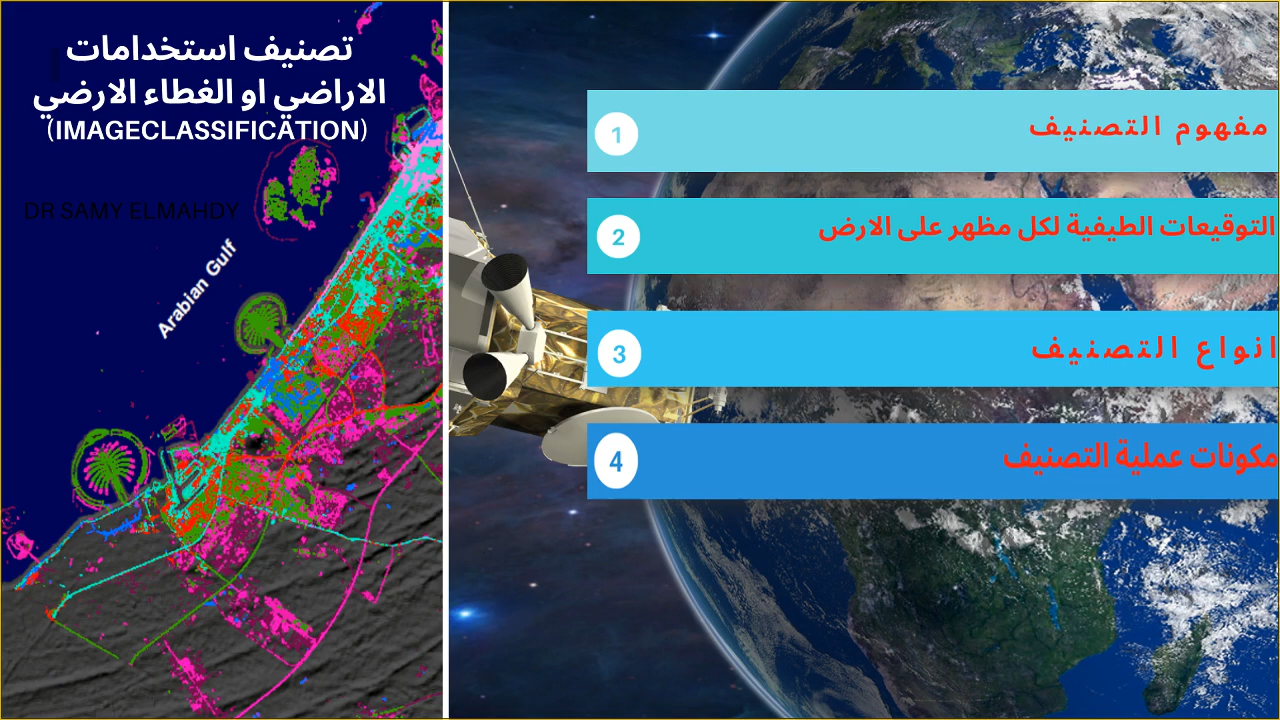 تصنيف استخدامات
الاراضي او الغطاء الارضي
(IMAGECLASSIFICATION)
DR SAMY ELMAHDY
Arabian Gulf
1 مفهوم التصنيف
2 التوقيعات الطيفية لكل مظهر على الارض
3 انواع التصنيف
4 مكونات عملية التصنيف